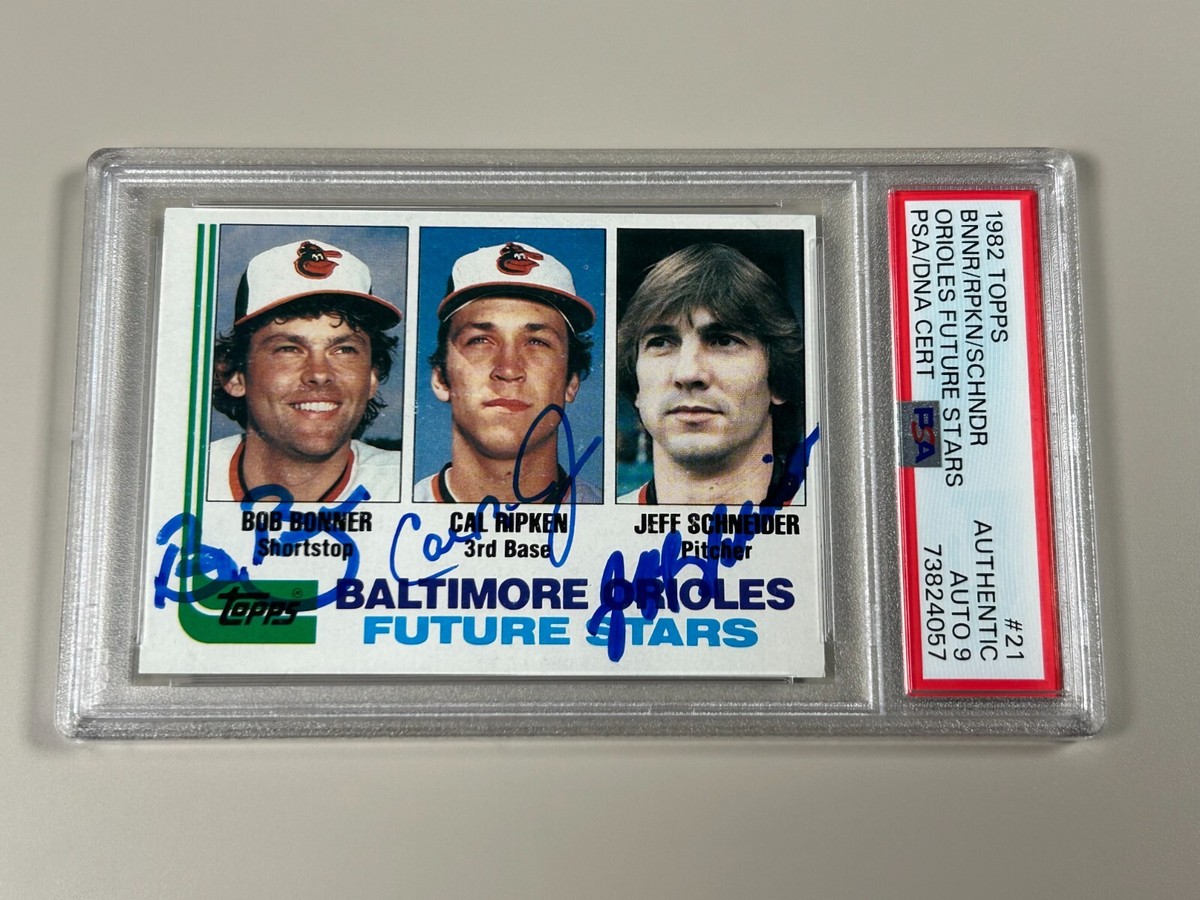 BOB BONNER
Shortstop
CAL RIPKEN
3rd Base
JEFF SCHNEIDER
Pitcher
TOPPS®
BALTIMORE ORIOLES
FUTURE STARS
1982 TOPPS
BNNR/RPKN/SCHNDR
ORIOLES FUTURE STARS
PSA/DNA CERT
PSA
#21
AUTHENTIC
AUTO 9
73824057